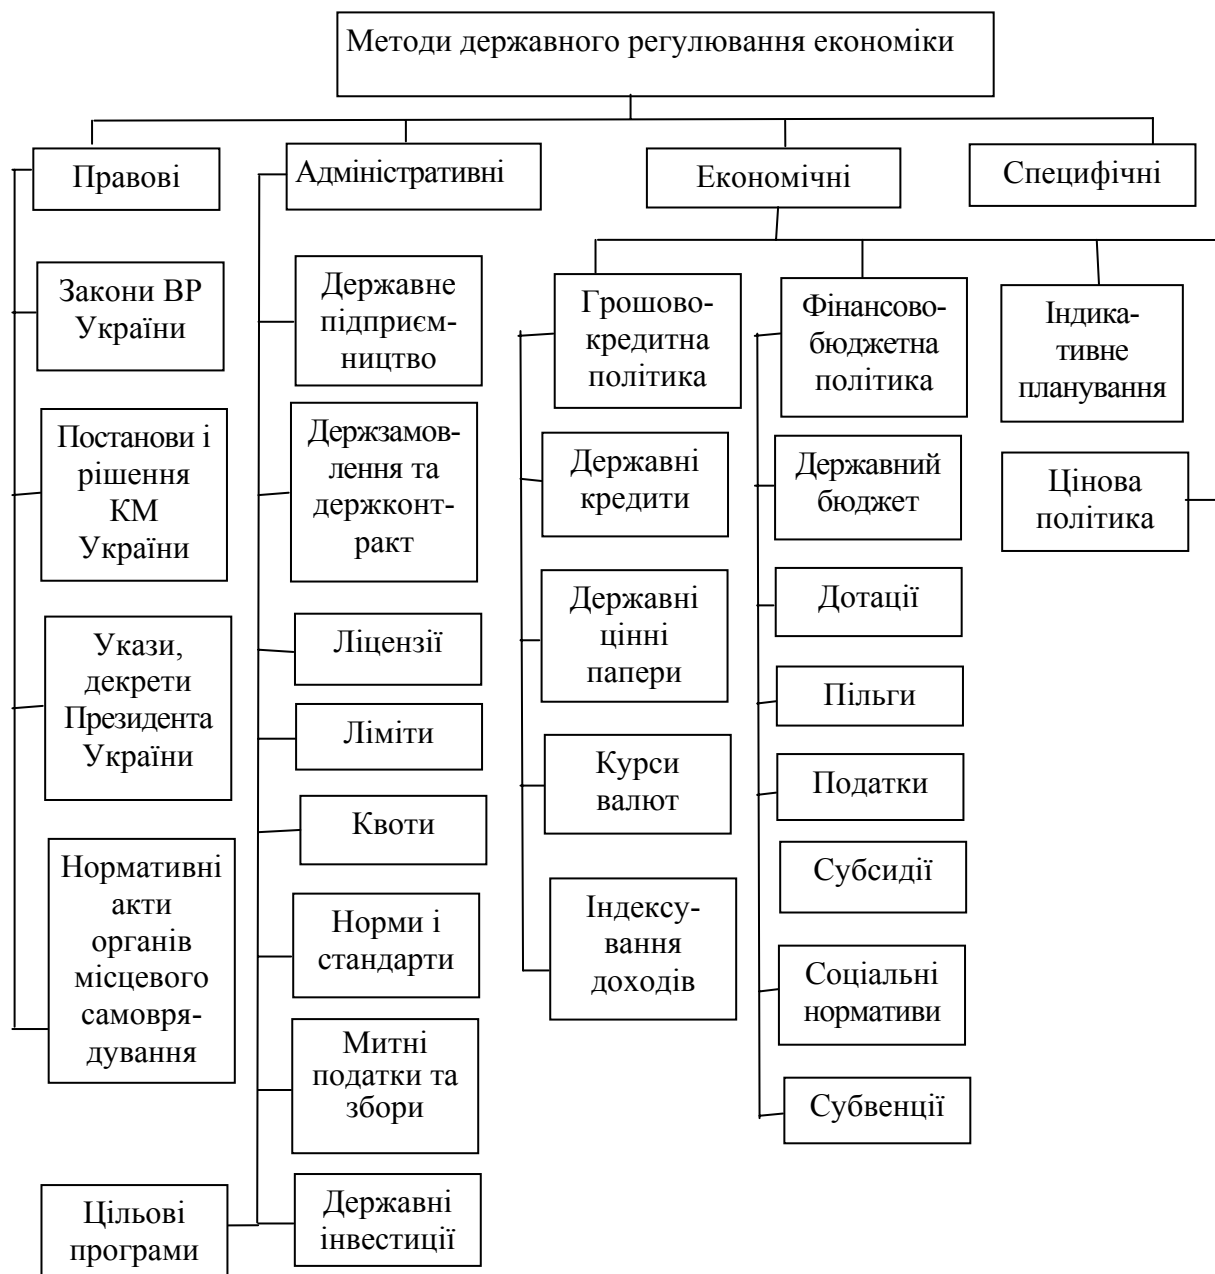 Методи державного регулювання економіки
Правові
Адміністративні
Економічні
Специфічні
Закони ВР
України
Постанови і
рішення
КМ
України
Укази,
декрети
Президента
України
Нормативні
акти
органів
місцевого
самовря-
дування
Цільові
програми
Державне
підприєм-
ництво
Держзамов-
лення та
держконт-
ракт
Ліцензії
Ліміти
Квоти
Норми і
стандарти
Митні
податки та
збори
Державні
інвестиції
Грошово-
кредитна
політика
Державні
кредити
Державні
цінні
папери
Курси
валют
Індексу-
вання
доходів
Фінансово-
бюджетна
політика
Державний
бюджет
Дотації
Пільги
Податки
Субсидії
Соціальні
нормативи
Субвенції
Індика-
тивне
планування
Цінова
політика